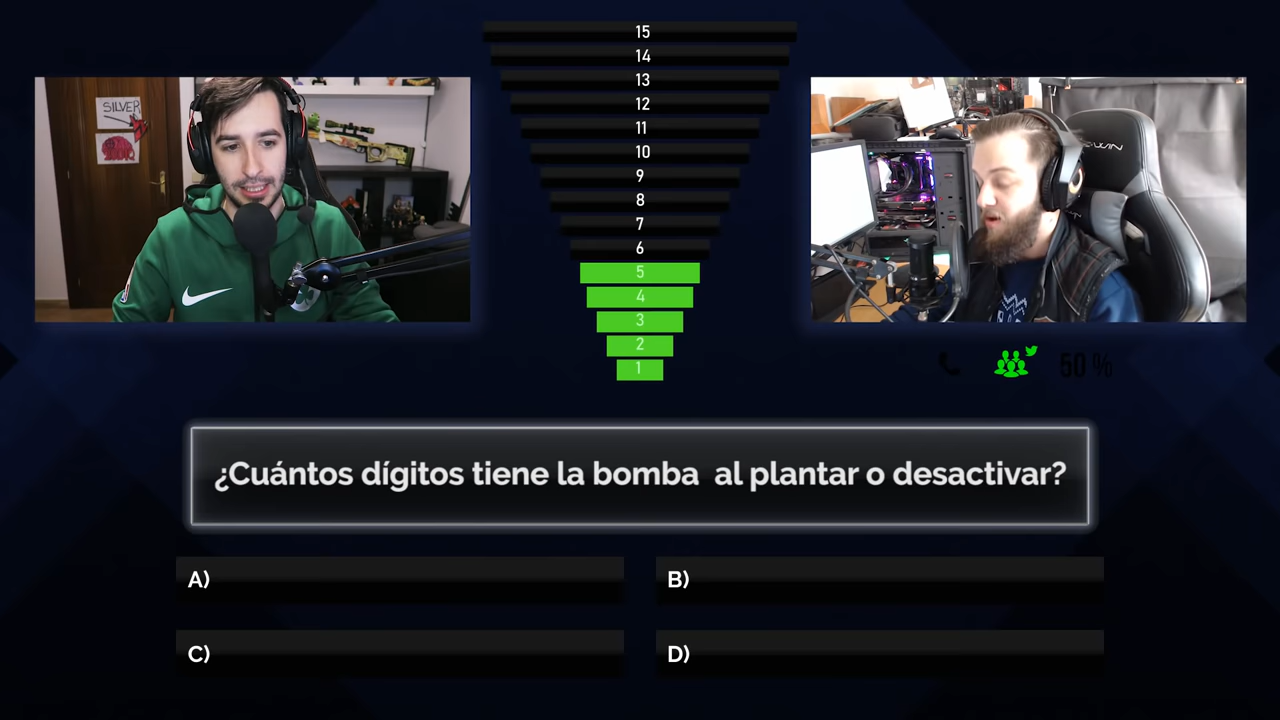 15
14
13
12
11
10
9
8
7
6
5
4
3
2
1
SILVER
50 %
¿Cuántos dígitos tiene la bomba al plantar o desactivar?
A)
B)
C)
D)